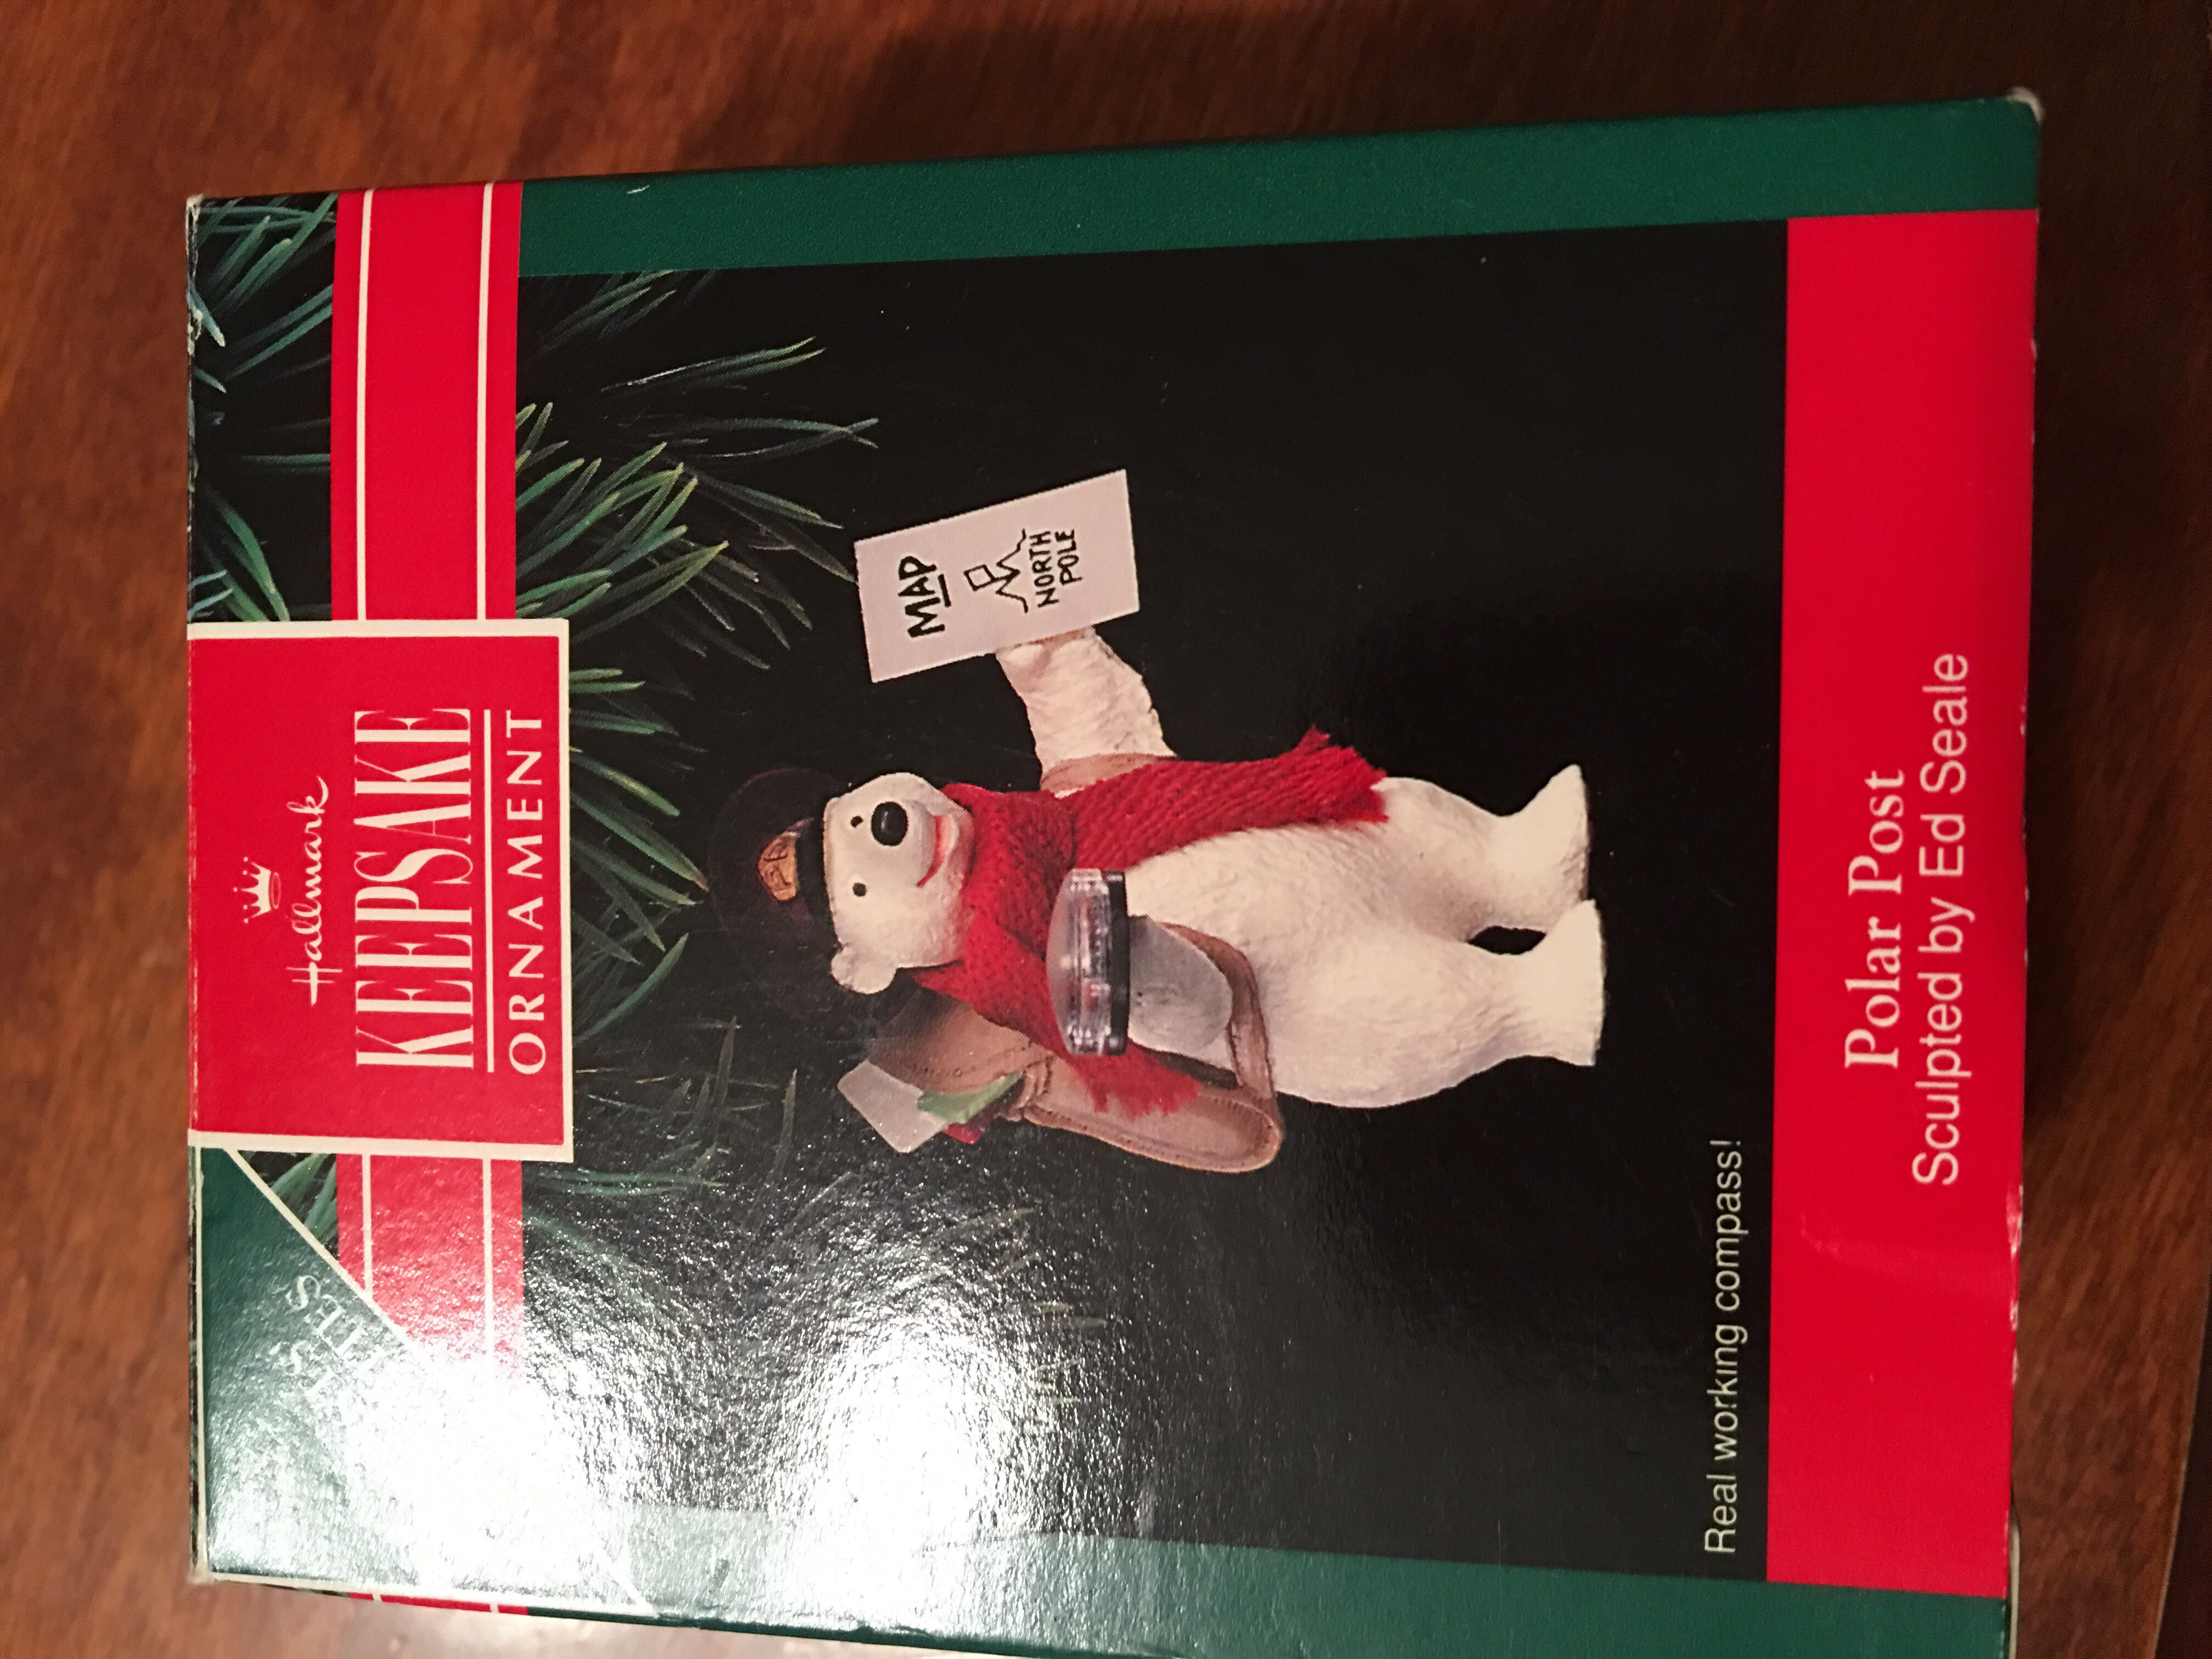 Hallmark
KEEPSAKE
ORNAMENT
MAP
NORTH
POLE
Real working compass!
Polar Post
Sculpted by Ed Seale